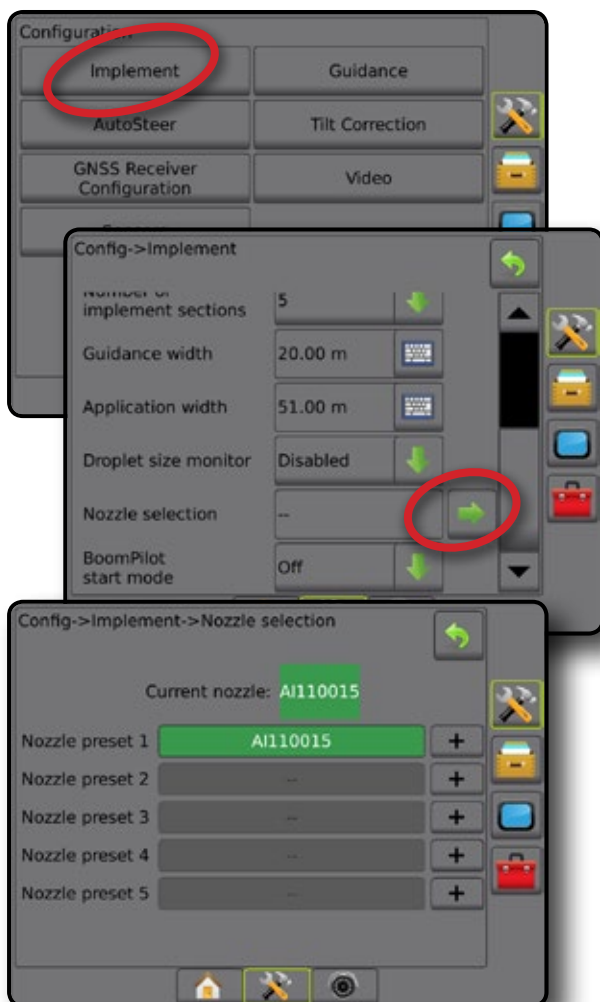 Configuration
Implement
Guidance
AutoSteer
Tilt Correction
GNSS Receiver
Configuration
Video
Config->Implement
Number of
implement sections
5
Guidance width
20.00 m
Application width
51.00 m
Droplet size monitor
Disabled
Nozzle selection
--
BoomPilot
start mode
Off
Config->Implement->Nozzle selection
Current nozzle: AI110015
Nozzle preset 1
AI110015
+
Nozzle preset 2
--
+
Nozzle preset 3
--
+
Nozzle preset 4
--
+
Nozzle preset 5
--
+